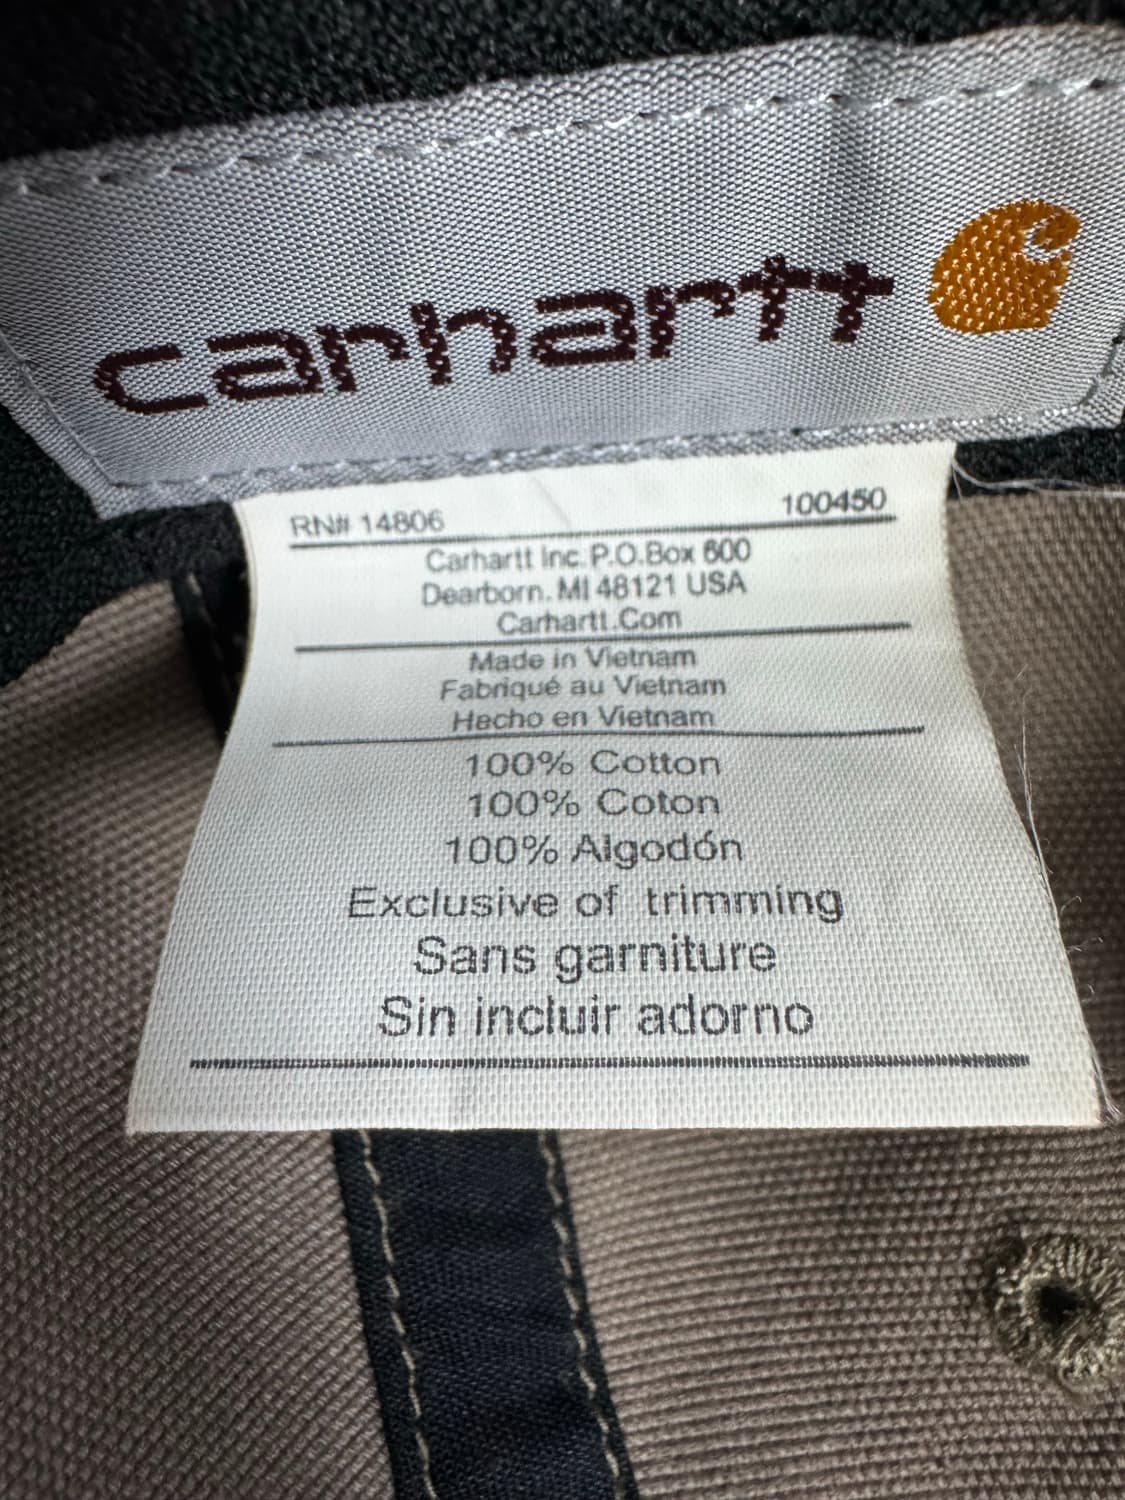 carhartt
RN# 14806 100450
Carhartt Inc. P.O.Box 600
Dearborn. MI 48121 USA
Carhartt.Com
Made in Vietnam
Fabriqué au Vietnam
Hecho en Vietnam
100% Cotton
100% Coton
100% Algodón
Exclusive of trimming
Sans garniture
Sin incluir adorno